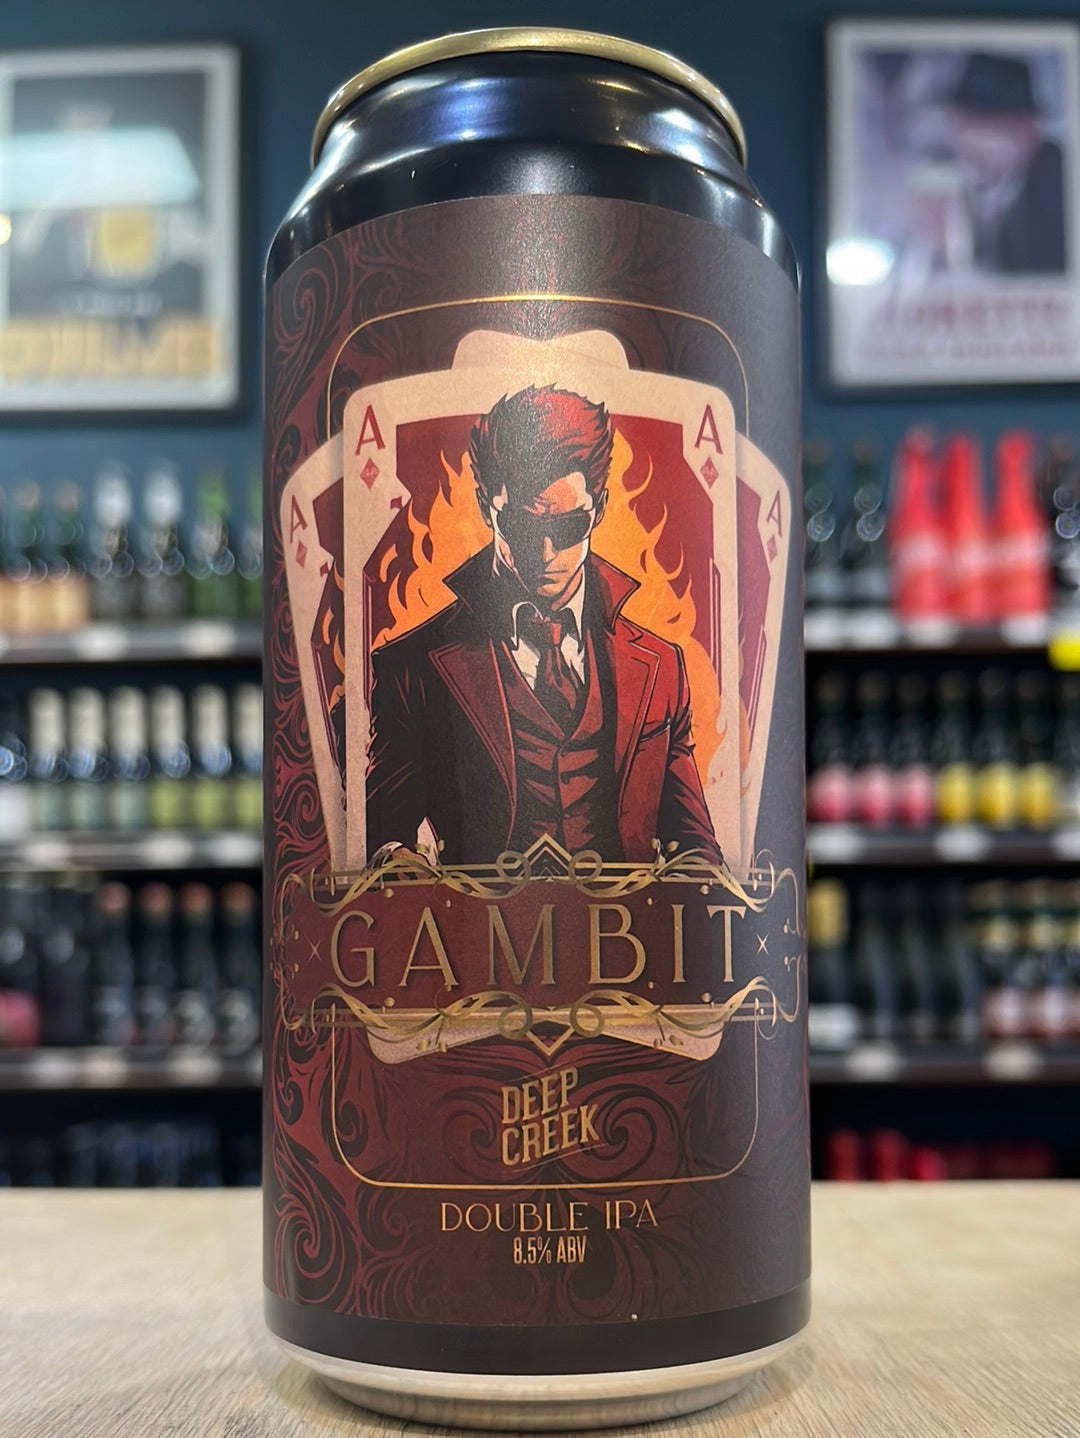 A
A
A
A
GAMBIT
DEEP
CREEK
DOUBLE IPA
8.5% ABV